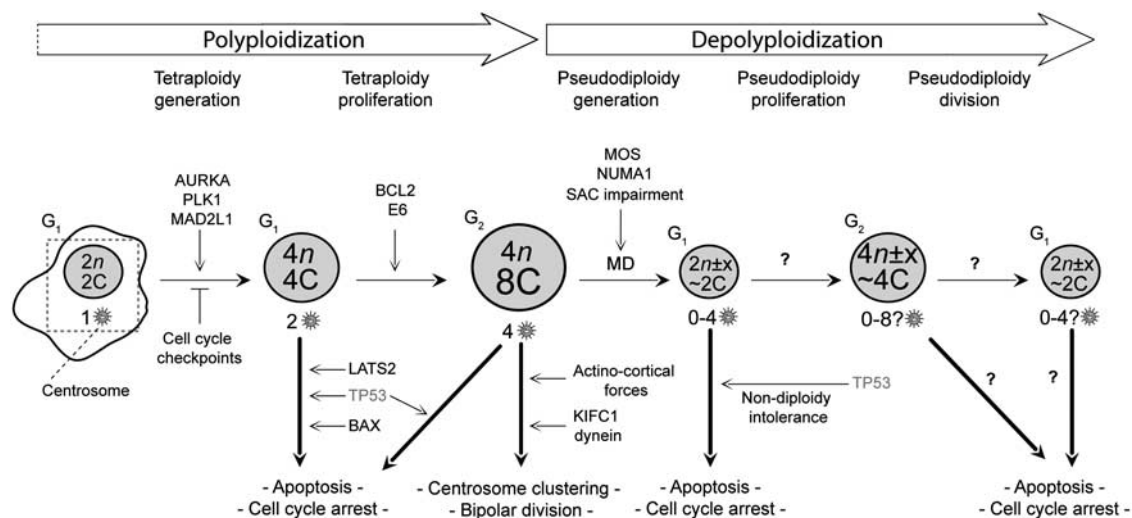 Polyploidization
Depolyploidization
Tetraploidy
generation
Tetraploidy
proliferation
Pseudodiploidy
generation
Pseudodiploidy
proliferation
Pseudodiploidy
division
AURKA
PLK1
MAD2L1
BCL2
E6
MOS
NUMA1
SAC impairment
G1
2n
2C
1
G1
4n
4C
2
G2
4n
8C
4
MD
G1
2n±x
~2C
0-4
?
G2
4n±x
~4C
0-8?
?
G1
2n±x
~2C
0-4?
Cell cycle
checkpoints
Centrosome
LATS2
TP53
BAX
Actino-cortical
forces
KIFC1
dynein
TP53
Non-diploidy
intolerance
?
?
- Apoptosis -
- Cell cycle arrest -
- Centrosome clustering -
- Bipolar division -
- Apoptosis -
- Cell cycle arrest -
- Apoptosis -
- Cell cycle arrest -